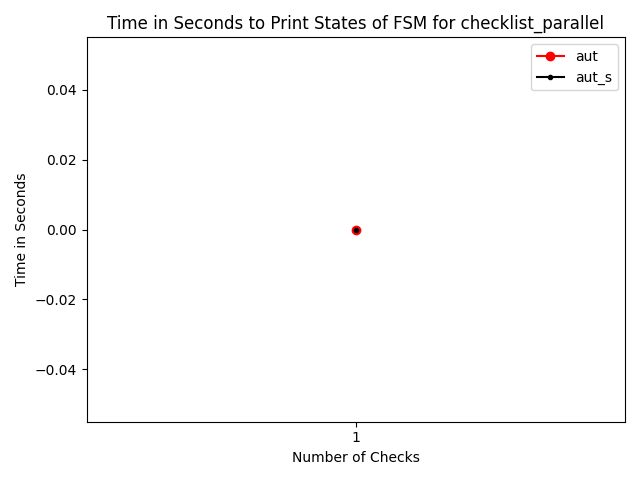 Time in Seconds to Print States of FSM for checklist_parallel
aut
aut_s
0.04
0.02
0.00
−0.02
−0.04
Time in Seconds
1
Number of Checks